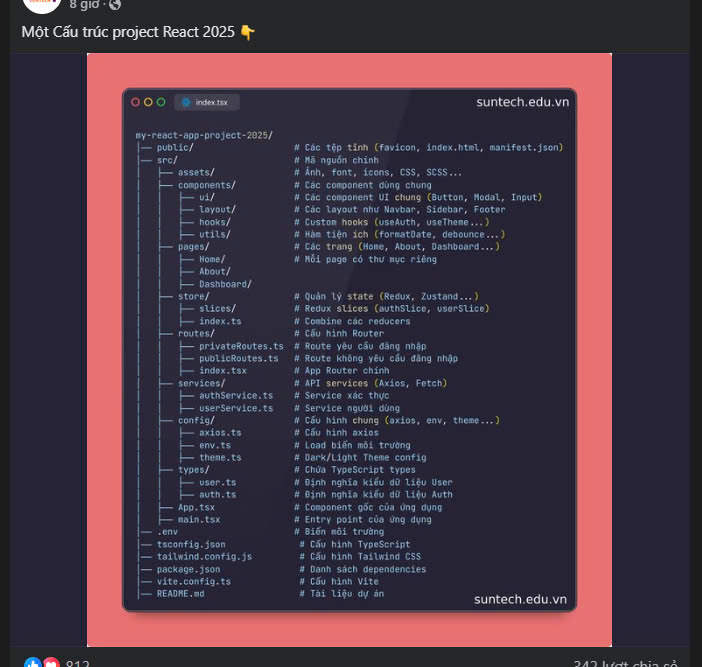 8 giờ ·
Một Cấu trúc project React 2025 👇
index.tsx
suntech.edu.vn
my-react-app-project-2025/
├── public/ # Các tệp tĩnh (favicon, index.html, manifest.json)
├── src/ # Mã nguồn chính
│ ├── assets/ # Ảnh, font, icons, CSS, SCSS...
│ ├── components/ # Các component dùng chung
│ │ ├── ui/ # Các component UI chung (Button, Modal, Input)
│ │ ├── layout/ # Các layout như Navbar, Sidebar, Footer
│ │ ├── hooks/ # Custom hooks (useAuth, useTheme...)
│ │ ├── utils/ # Hàm tiện ích (formatDate, debounce...)
│ ├── pages/ # Các trang (Home, About, Dashboard...)
│ │ ├── Home/ # Mỗi page có thư mục riêng
│ │ ├── About/
│ │ ├── Dashboard/
│ ├── store/ # Quản lý state (Redux, Zustand...)
│ │ ├── slices/ # Redux slices (authSlice, userSlice)
│ │ ├── index.ts # Combine các reducers
│ ├── routes/ # Cấu hình Router
│ │ ├── privateRoutes.ts # Route yêu cầu đăng nhập
│ │ ├── publicRoutes.ts # Route không yêu cầu đăng nhập
│ │ ├── index.tsx # App Router chính
│ ├── services/ # API services (Axios, Fetch)
│ │ ├── authService.ts # Service xác thực
│ │ ├── userService.ts # Service người dùng
│ ├── config/ # Cấu hình chung (axios, env, theme...)
│ │ ├── axios.ts # Cấu hình axios
│ │ ├── env.ts # Load biến môi trường
│ │ ├── theme.ts # Dark/Light Theme config
│ ├── types/ # Chứa TypeScript types
│ │ ├── user.ts # Định nghĩa kiểu dữ liệu User
│ │ ├── auth.ts # Định nghĩa kiểu dữ liệu Auth
│ ├── App.tsx # Component gốc của ứng dụng
│ ├── main.tsx # Entry point của ứng dụng
├── .env # Biến môi trường
├── tsconfig.json # Cấu hình TypeScript
├── tailwind.config.js # Cấu hình Tailwind CSS
├── package.json # Danh sách dependencies
├── vite.config.ts # Cấu hình Vite
├── README.md # Tài liệu dự án
suntech.edu.vn
812
342 lượt chia sẻ